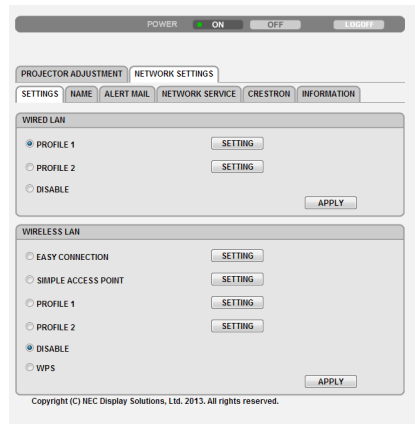 POWER ON OFF LOGOFF
PROJECTOR ADJUSTMENT NETWORK SETTINGS
SETTINGS NAME ALERT MAIL NETWORK SERVICE CRESTRON INFORMATION
WIRED LAN
PROFILE 1 SETTING
PROFILE 2 SETTING
DISABLE
APPLY
WIRELESS LAN
EASY CONNECTION SETTING
SIMPLE ACCESS POINT SETTING
PROFILE 1 SETTING
PROFILE 2 SETTING
DISABLE
WPS
APPLY
Copyright (C) NEC Display Solutions, Ltd. 2013. All rights reserved.